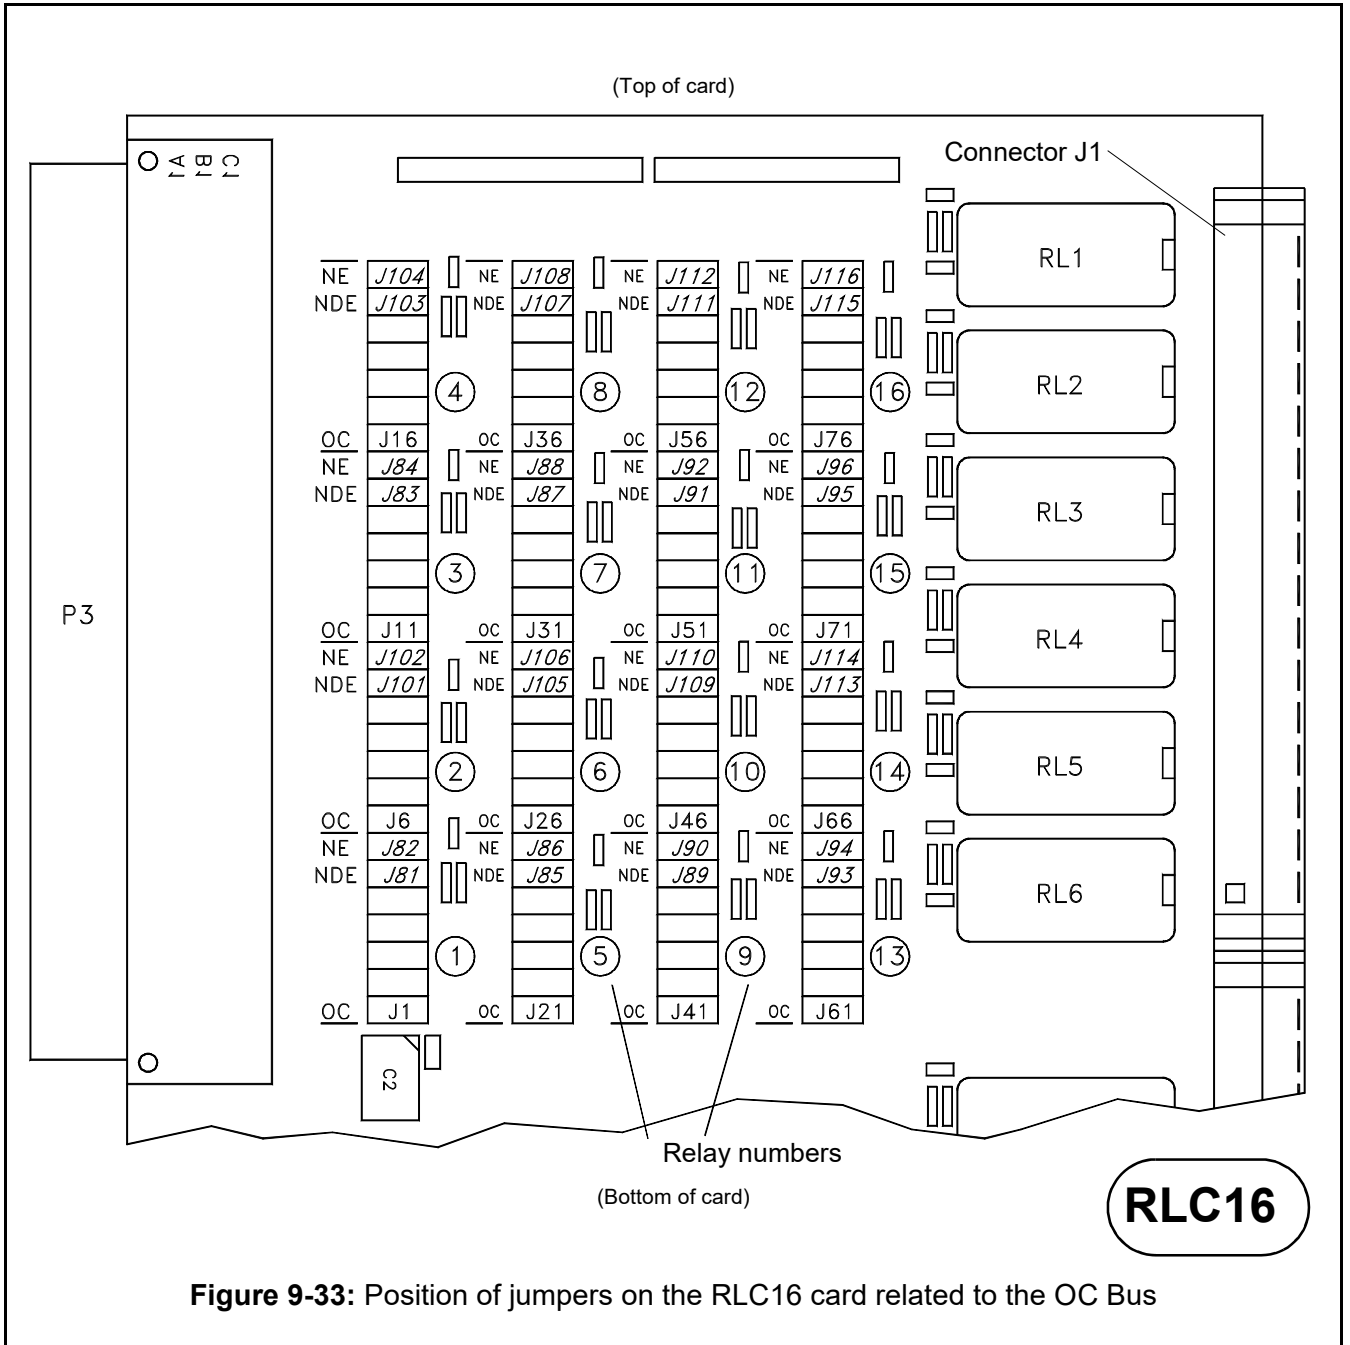 (Top of card)
Connector J1
A1 B1 C1
P3
NE J104 NE J108 NE J112 NE J116
NDE J103 NDE J107 NDE J111 NDE J115
4 8 12 16
OC J16 OC J36 OC J56 OC J76
NE J84 NE J88 NE J92 NE J96
NDE J83 NDE J87 NDE J91 NDE J95
3 7 11 15
OC J11 OC J31 OC J51 OC J71
NE J102 NE J106 NE J110 NE J114
NDE J101 NDE J105 NDE J109 NDE J113
2 6 10 14
OC J6 OC J26 OC J46 OC J66
NE J82 NE J86 NE J90 NE J94
NDE J81 NDE J85 NDE J89 NDE J93
1 5 9 13
OC J1 OC J21 OC J41 OC J61
C2
RL1
RL2
RL3
RL4
RL5
RL6
Relay numbers
(Bottom of card)
RLC16
Figure 9-33: Position of jumpers on the RLC16 card related to the OC Bus